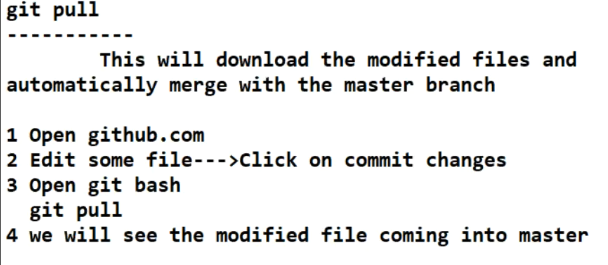 git pull
-----------
This will download the modified files and
automatically merge with the master branch
1 Open github.com
2 Edit some file--->Click on commit changes
3 Open git bash
git pull
4 we will see the modified file coming into master